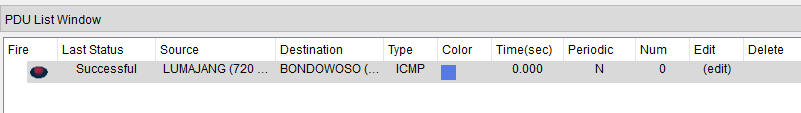 PDU List Window
Fire Last Status Source Destination Type Color Time(sec) Periodic Num Edit Delete
Successful LUMAJANG (720 ... BONDOWOSO (... ICMP 0.000 N 0 (edit)